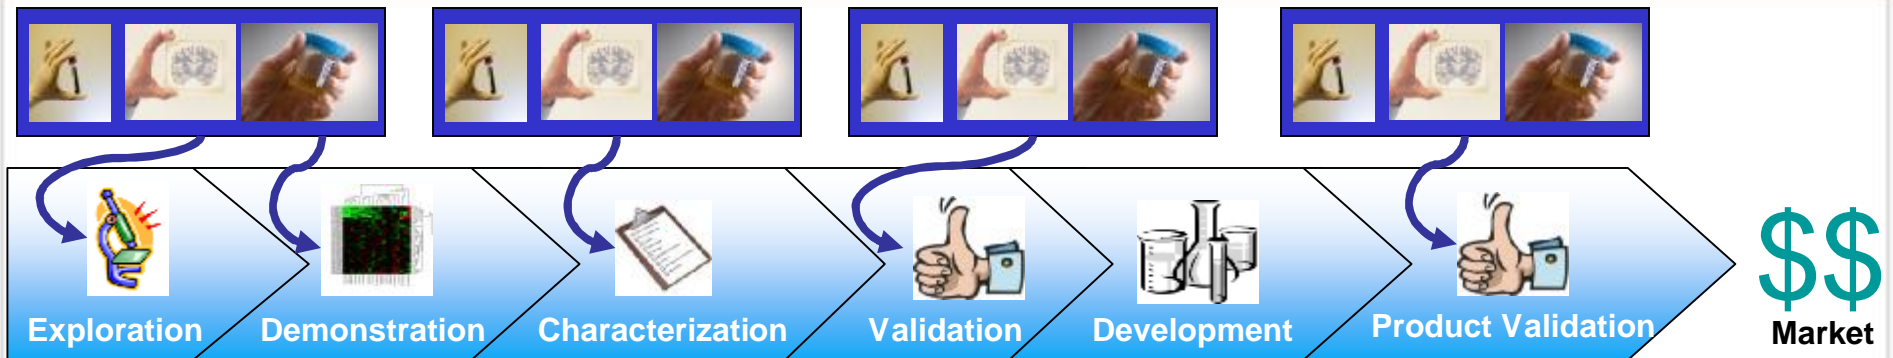 Exploration
Demonstration
Characterization
Validation
Development
Product Validation
$$
Market